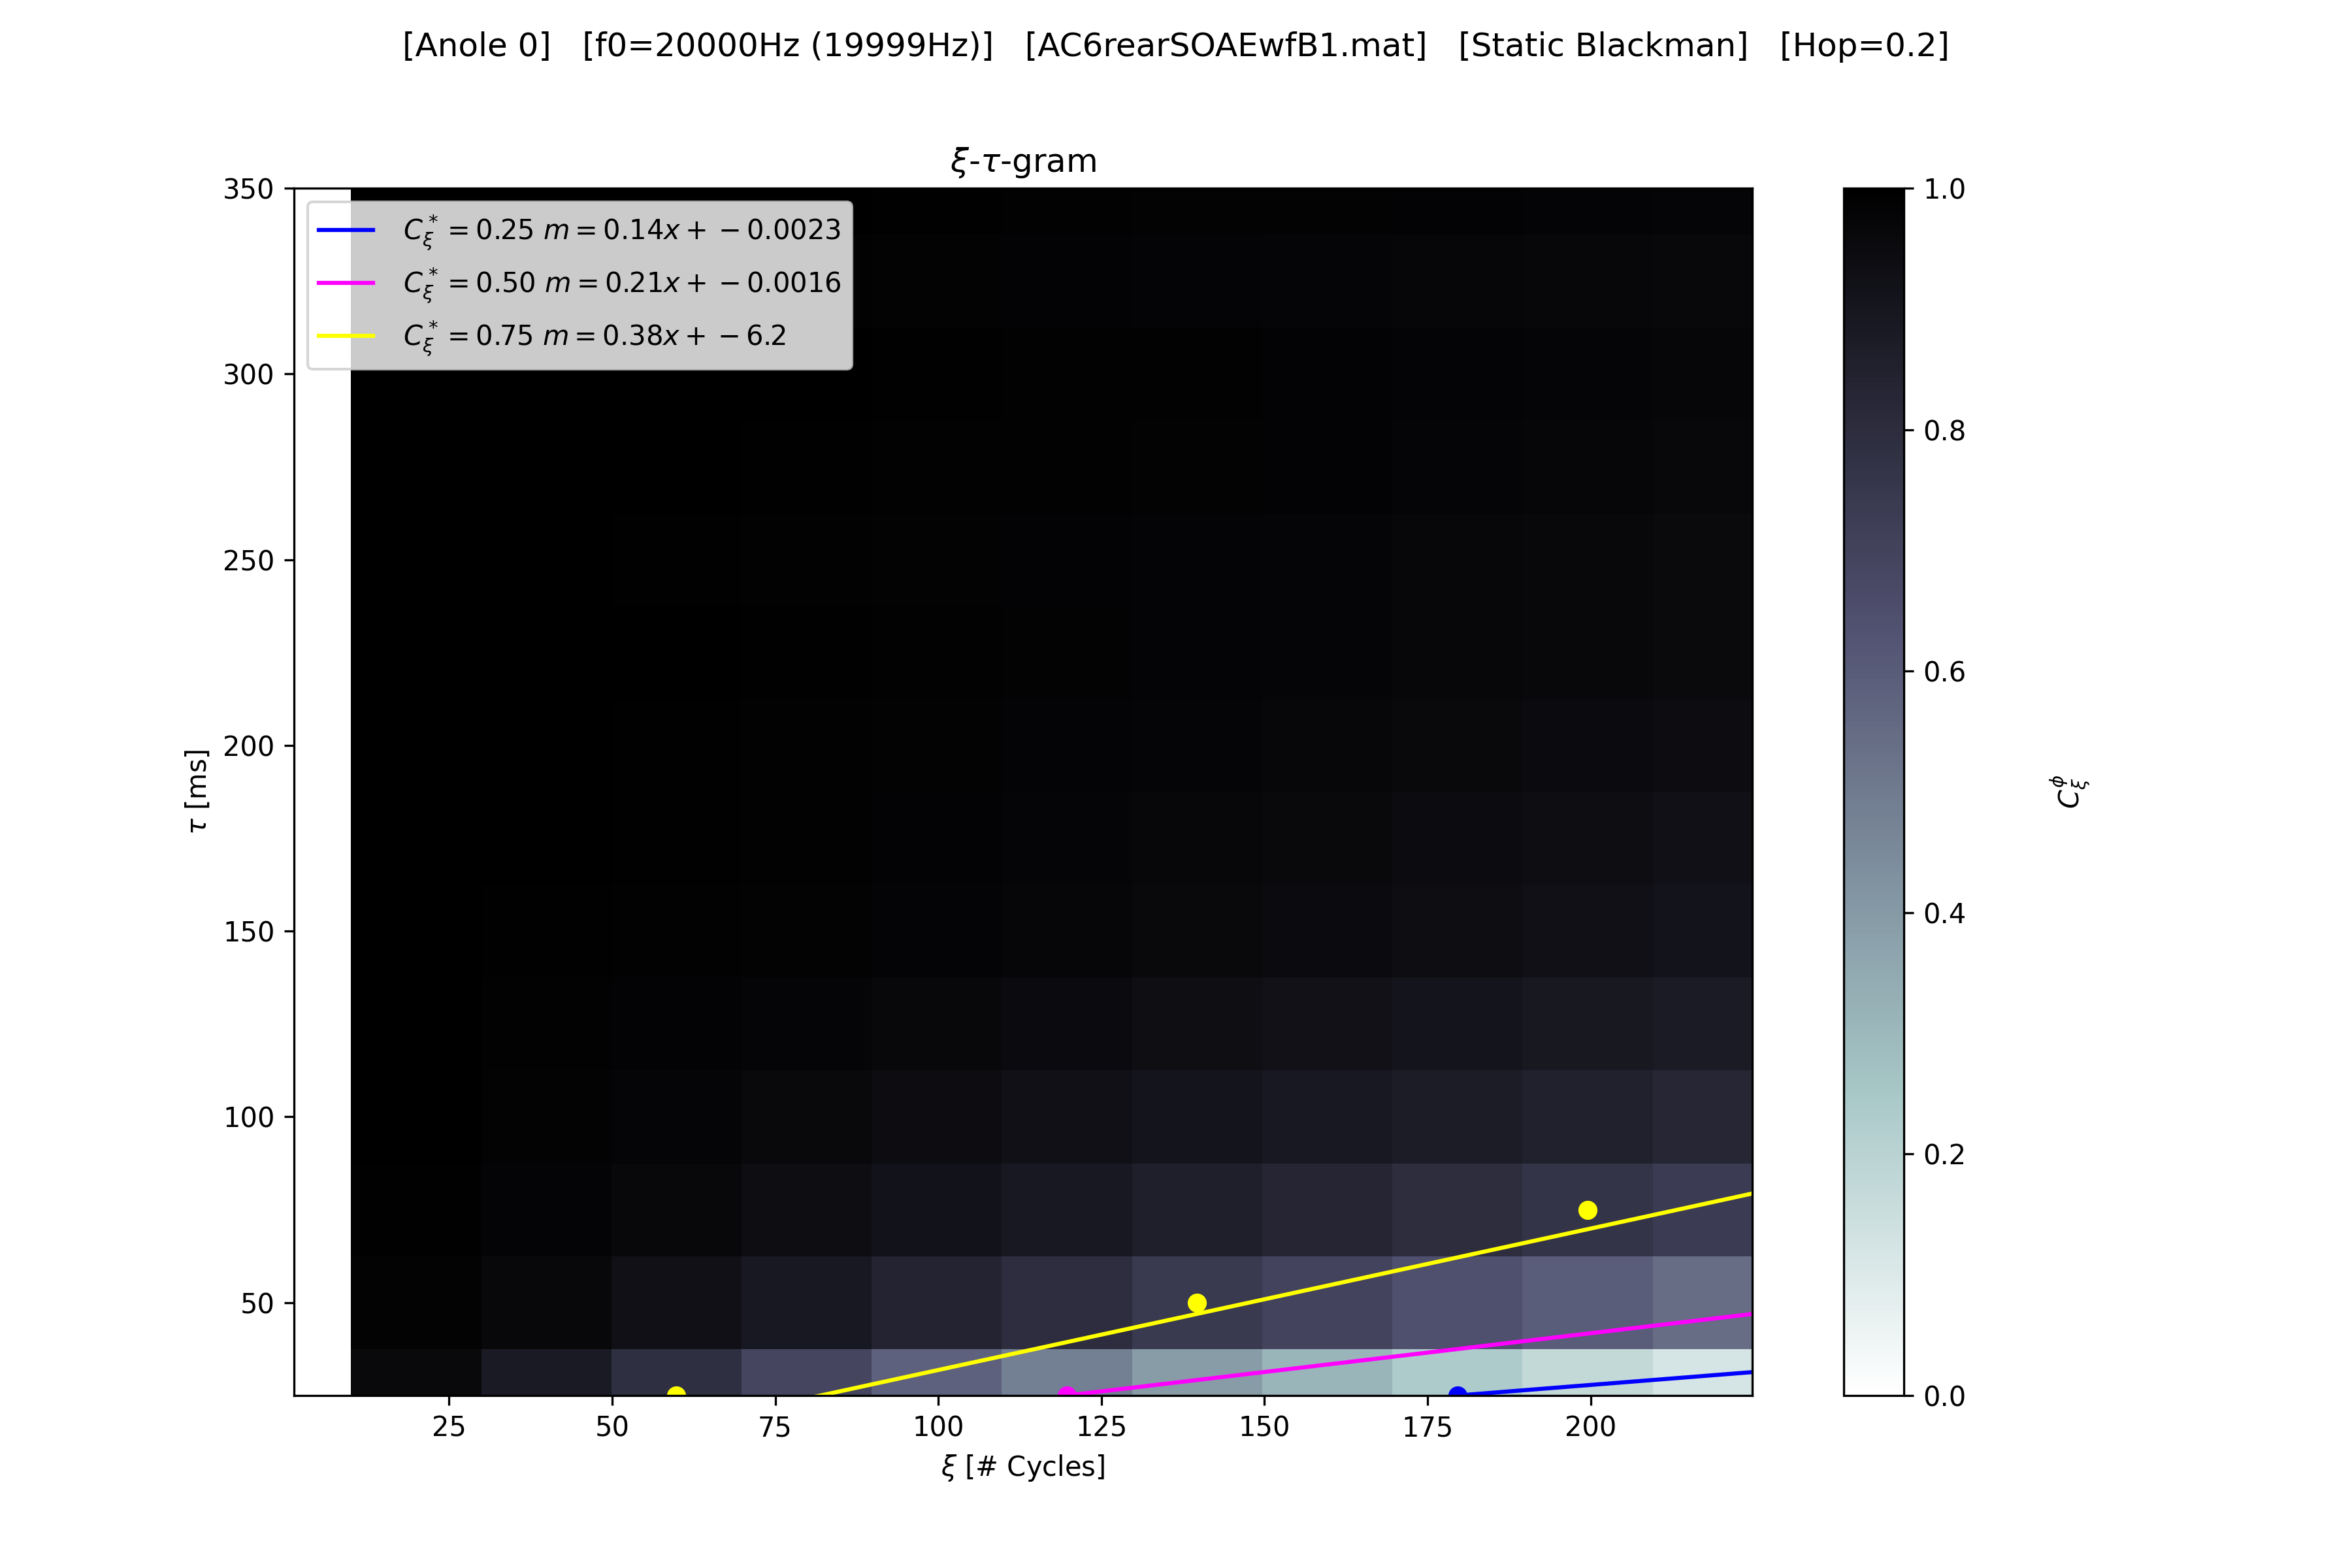 [Anole 0]   [f0=20000Hz (19999Hz)]   [AC6rearSOAEwfB1.mat]   [Static Blackman]   [Hop=0.2]
ξ-τ-gram
C*ξ = 0.25 m = 0.14x + −0.0023
C*ξ = 0.50 m = 0.21x + −0.0016
C*ξ = 0.75 m = 0.38x + −6.2
350
300
250
200
150
100
50
τ [ms]
25 50 75 100 125 150 175 200
ξ [# Cycles]
1.0
0.8
0.6
0.4
0.2
0.0
Cϕξ